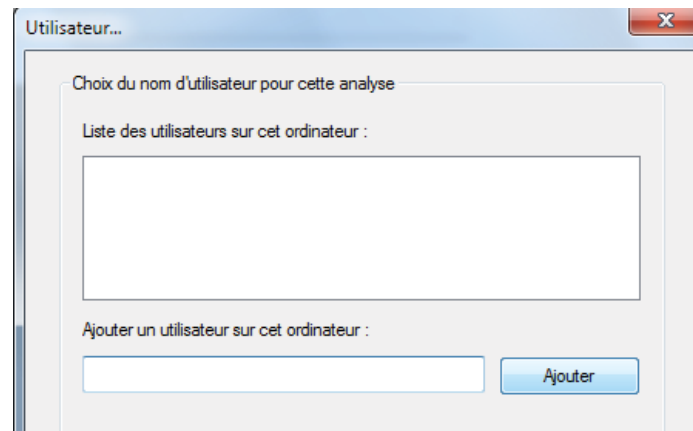 Utilisateur...
Choix du nom d'utilisateur pour cette analyse
Liste des utilisateurs sur cet ordinateur :
Ajouter un utilisateur sur cet ordinateur :
Ajouter